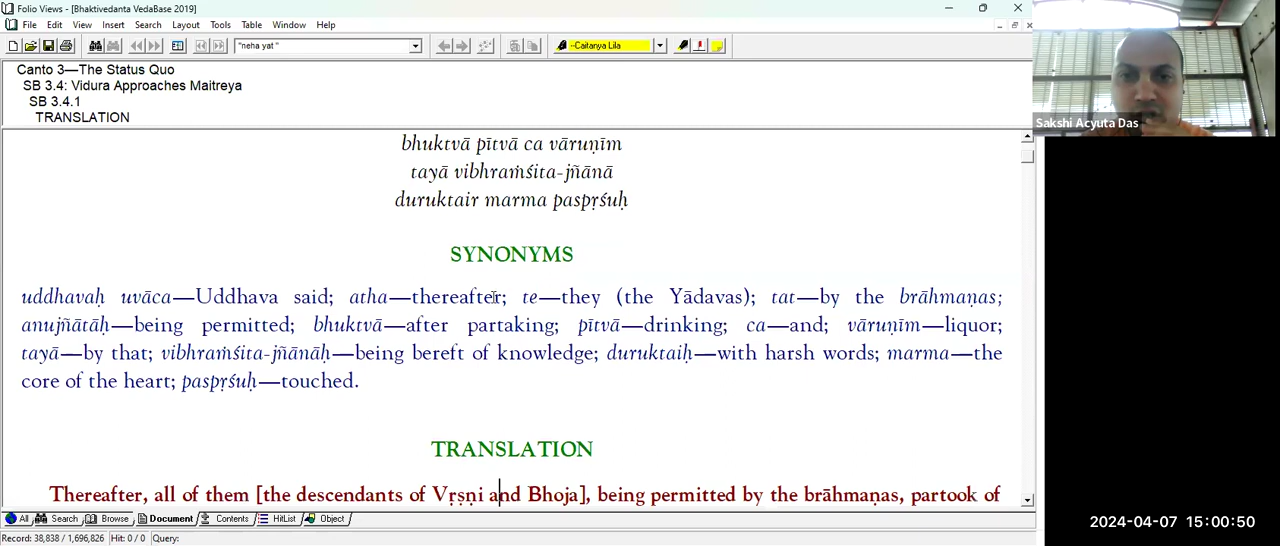 Folio Views - [Bhaktivedanta VedaBase 2019]
File Edit View Insert Search Layout Tools Table Window Help
"neha yat "
--Caitanya Lila
Canto 3—The Status Quo
SB 3.4: Vidura Approaches Maitreya
SB 3.4.1
TRANSLATION
Sakshi Acyuta Das
bhuktvā pītvā ca vāruṇīm
tayā vibhraṁśita-jñānā
duruktair marma paspṛśuḥ
SYNONYMS
uddhavaḥ uvāca—Uddhava said; atha—thereafter; te—they (the Yādavas); tat—by the brāhmaṇas;
anujñātāḥ—being permitted; bhuktvā—after partaking; pītvā—drinking; ca—and; vāruṇīm—liquor;
tayā—by that; vibhraṁśita-jñānāḥ—being bereft of knowledge; duruktaiḥ—with harsh words; marma—the
core of the heart; paspṛśuḥ—touched.
TRANSLATION
Thereafter, all of them [the descendants of Vṛṣṇi and Bhoja], being permitted by the brāhmaṇas, partook of
All Search Browse Document Contents HitList Object
Record: 38,838 / 1,696,826 Hit: 0 / 0 Query:
2024-04-07 15:00:50